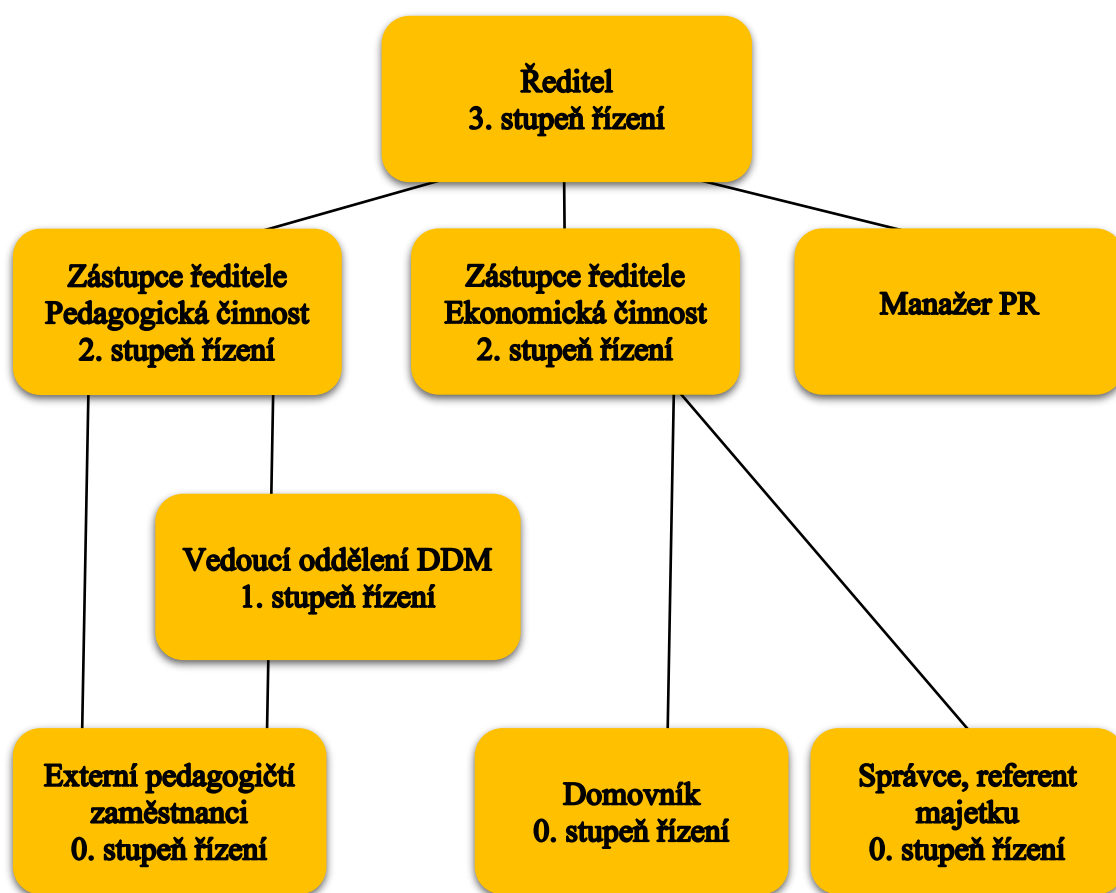 Ředitel
3. stupeň řízení
Zástupce ředitele
Pedagogická činnost
2. stupeň řízení
Zástupce ředitele
Ekonomická činnost
2. stupeň řízení
Manažer PR
Vedoucí oddělení DDM
1. stupeň řízení
Externí pedagogičtí
zaměstnanci
0. stupeň řízení
Domovník
0. stupeň řízení
Správce, referent
majetku
0. stupeň řízení